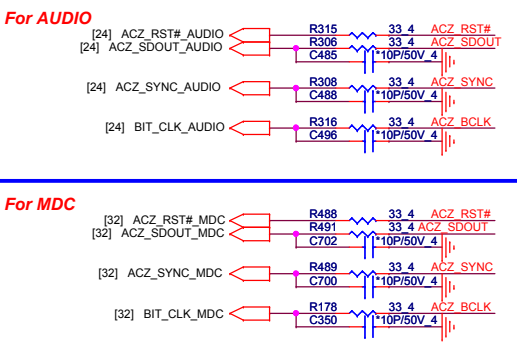 For AUDIO
[24] ACZ_RST#_AUDIO R315 33_4 ACZ_RST#
[24] ACZ_SDOUT_AUDIO R306 33_4 ACZ_SDOUT
C485 *10P/50V_4
[24] ACZ_SYNC_AUDIO R308 33_4 ACZ_SYNC
C488 *10P/50V_4
[24] BIT_CLK_AUDIO R316 33_4 ACZ_BCLK
C496 *10P/50V_4
For MDC
[32] ACZ_RST#_MDC R488 33_4 ACZ_RST#
[32] ACZ_SDOUT_MDC R491 33_4 ACZ_SDOUT
C702 *10P/50V_4
[32] ACZ_SYNC_MDC R489 33_4 ACZ_SYNC
C700 *10P/50V_4
[32] BIT_CLK_MDC R178 33_4 ACZ_BCLK
C350 *10P/50V_4